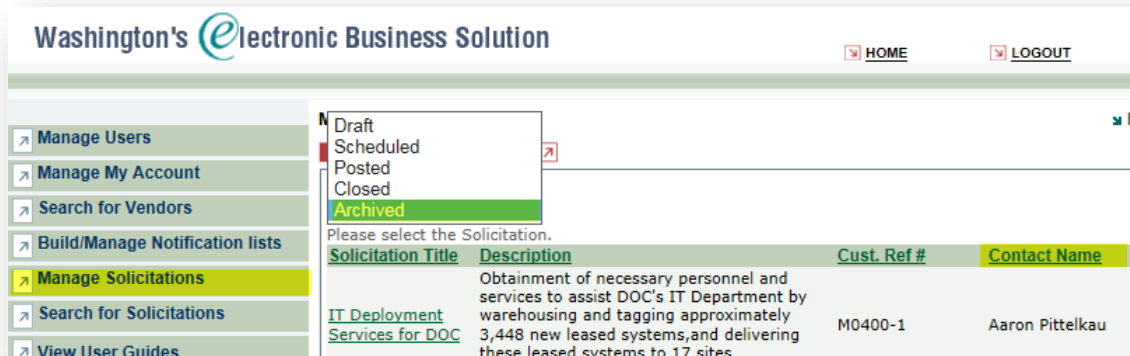 Washington's electronic Business Solution
HOME
LOGOUT
Manage Users
Manage My Account
Search for Vendors
Build/Manage Notification lists
Manage Solicitations
Search for Solicitations
View User Guides
Draft
Scheduled
Posted
Closed
Archived
Please select the Solicitation.
Solicitation Title Description Cust. Ref # Contact Name
Obtainment of necessary personnel and
services to assist DOC's IT Department by
IT Deployment warehousing and tagging approximately
M0400-1 Aaron Pittelkau
Services for DOC 3,448 new leased systems,and delivering
these leased systems to 17 sites